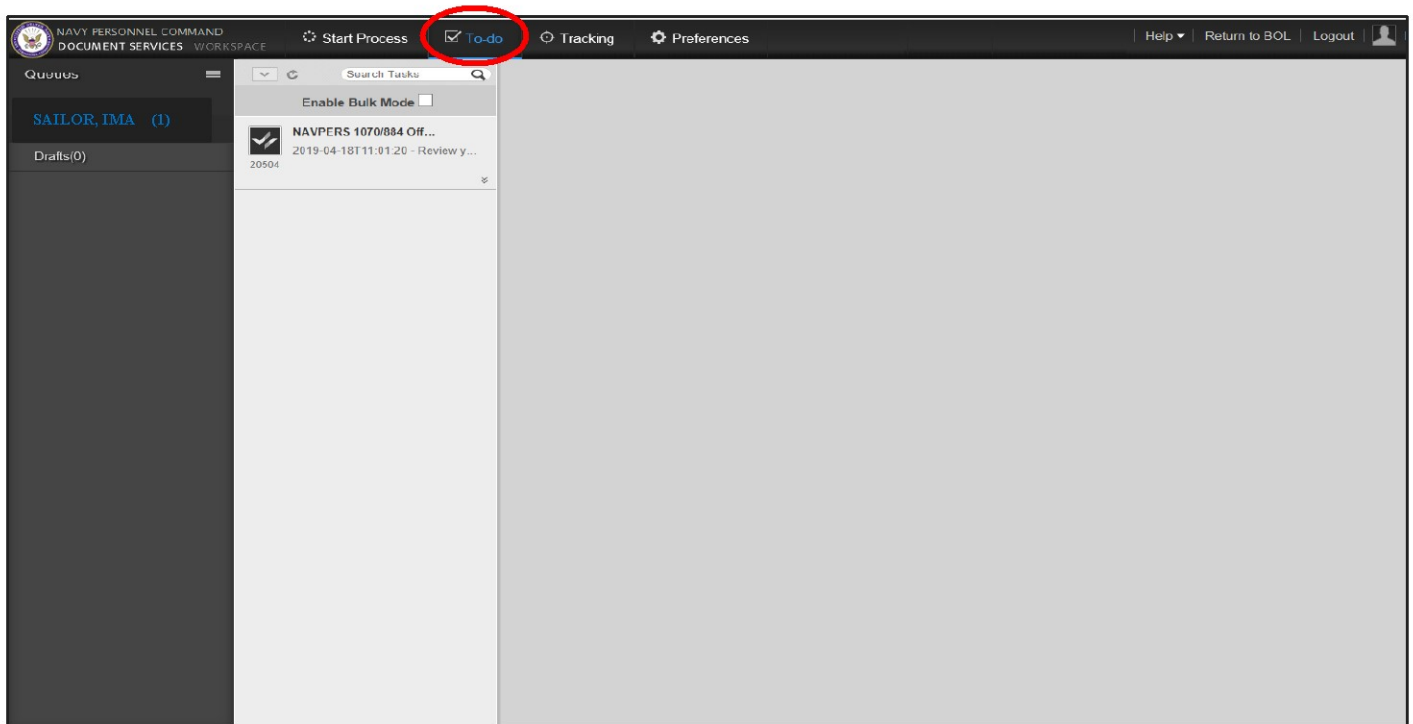 NAVY PERSONNEL COMMAND
DOCUMENT SERVICES WORKSPACE
Start Process
To-do
Tracking
Preferences
Help
Return to BOL
Logout
Queues
Search Tasks
Enable Bulk Mode
SAILOR, IMA (1)
Drafts(0)
NAVPERS 1070/884 Off...
2019-04-18T11:01:20 - Review y...
20504